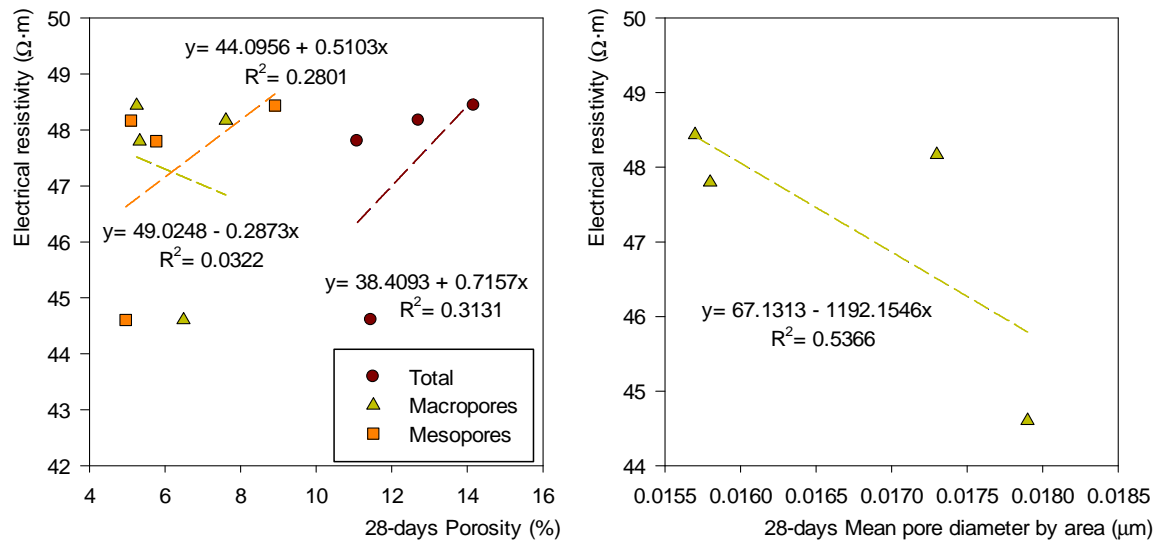 Electrical resistivity (Ω·m)
50
49
48
47
46
45
44
43
42
y= 44.0956 + 0.5103x
R²= 0.2801
y= 49.0248 - 0.2873x
R²= 0.0322
y= 38.4093 + 0.7157x
R²= 0.3131
Total
Macropores
Mesopores
4 6 8 10 12 14 16
28-days Porosity (%)
Electrical resistivity (Ω·m)
50
49
48
47
46
45
44
y= 67.1313 - 1192.1546x
R²= 0.5366
0.0155 0.0160 0.0165 0.0170 0.0175 0.0180 0.0185
28-days Mean pore diameter by area (μm)